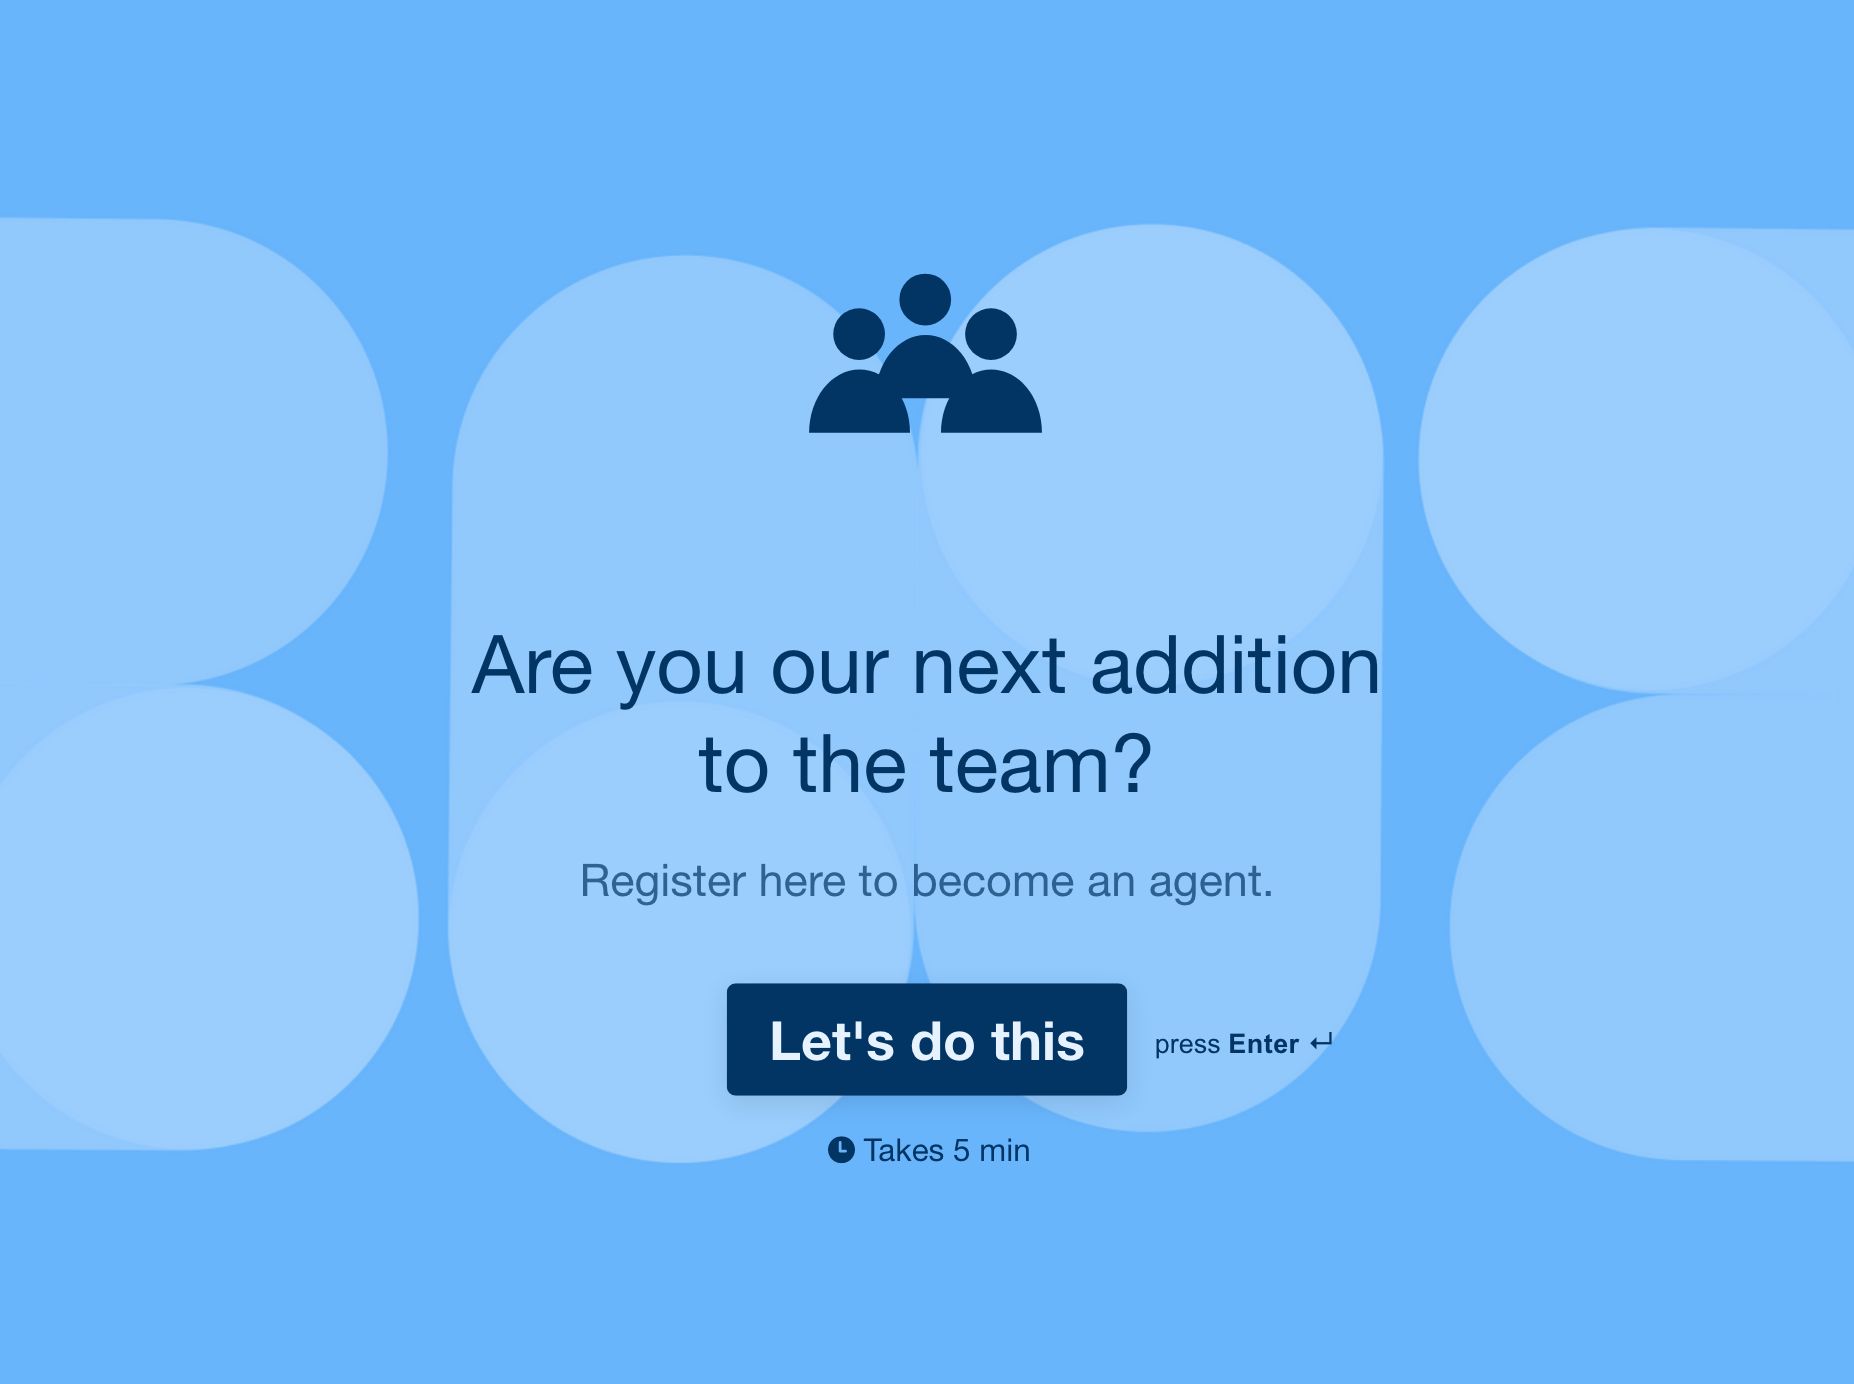 Are you our next addition
to the team?
Register here to become an agent.
Let's do this
press Enter ↵
Takes 5 min